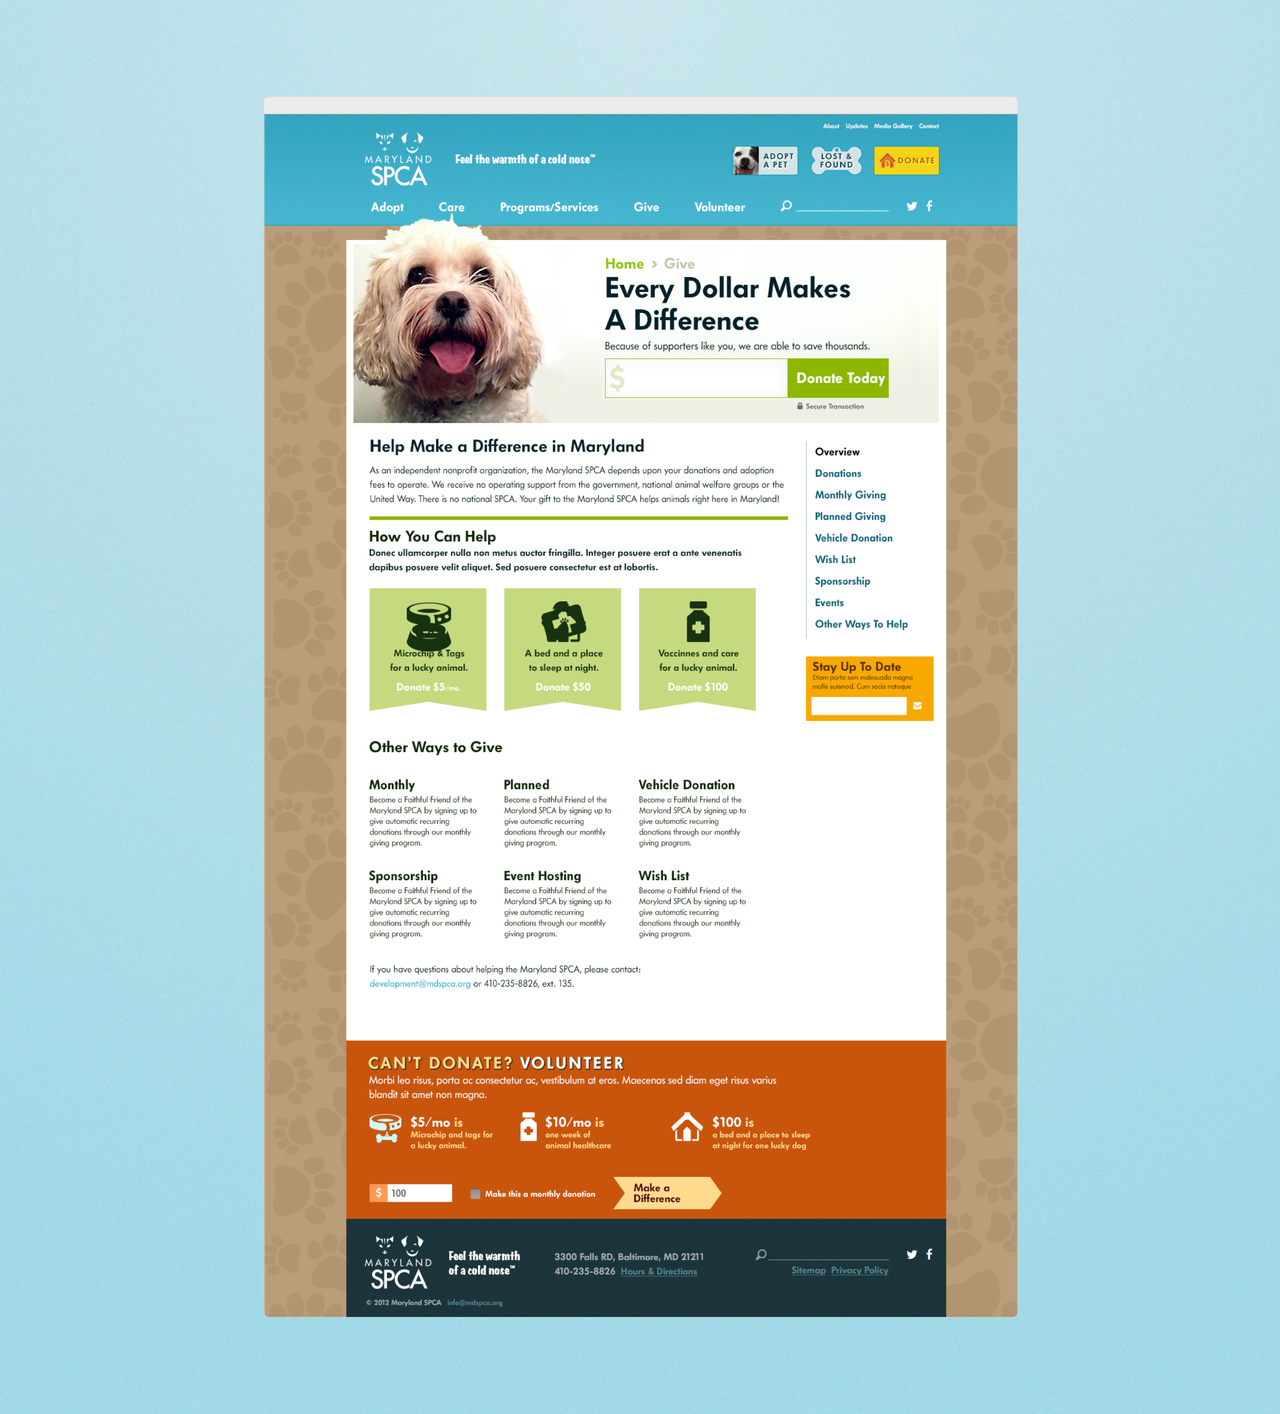 About Updates Media Gallery Contact
MARYLAND
SPCA
Feel the warmth of a cold nose™
ADOPT
A PET
LOST &
FOUND
DONATE
Adopt Care Programs/Services Give Volunteer
Home > Give
Every Dollar Makes
A Difference
Because of supporters like you, we are able to save thousands.
$ Donate Today
Secure Transaction
Help Make a Difference in Maryland
As an independent nonprofit organization, the Maryland SPCA depends upon your donations and adoption
fees to operate. We receive no operating support from the government, national animal welfare groups or the
United Way. There is no national SPCA. Your gift to the Maryland SPCA helps animals right here in Maryland!
How You Can Help
Donec ullamcorper nulla non metus auctor fringilla. Integer posuere erat a ante venenatis
dapibus posuere velit aliquet. Sed posuere consectetur est at lobortis.
Microchip & Tags
for a lucky animal.
Donate $5/mo.
A bed and a place
to sleep at night.
Donate $50
Vaccinnes and care
for a lucky animal.
Donate $100
Overview
Donations
Monthly Giving
Planned Giving
Vehicle Donation
Wish List
Sponsorship
Events
Other Ways To Help
Stay Up To Date
Etiam porta sem malesuada magna
mollis euismod. Cum sociis natoque
Other Ways to Give
Monthly
Become a Faithful Friend of the
Maryland SPCA by signing up to
give automatic recurring
donations through our monthly
giving program.
Planned
Become a Faithful Friend of the
Maryland SPCA by signing up to
give automatic recurring
donations through our monthly
giving program.
Vehicle Donation
Become a Faithful Friend of the
Maryland SPCA by signing up to
give automatic recurring
donations through our monthly
giving program.
Sponsorship
Become a Faithful Friend of the
Maryland SPCA by signing up to
give automatic recurring
donations through our monthly
giving program.
Event Hosting
Become a Faithful Friend of the
Maryland SPCA by signing up to
give automatic recurring
donations through our monthly
giving program.
Wish List
Become a Faithful Friend of the
Maryland SPCA by signing up to
give automatic recurring
donations through our monthly
giving program.
If you have questions about helping the Maryland SPCA, please contact:
development@mdspca.org or 410-235-8826, ext. 135.
CAN'T DONATE? VOLUNTEER
Morbi leo risus, porta ac consectetur ac, vestibulum at eros. Maecenas sed diam eget risus varius
blandit sit amet non magna.
$5/mo is
Microchip and tags for
a lucky animal.
$10/mo is
one week of
animal healthcare
$100 is
a bed and a place to sleep
at night for one lucky dog
$ 100
Make this a monthly donation
Make a
Difference
MARYLAND
SPCA
Feel the warmth
of a cold nose™
3300 Falls RD, Baltimore, MD 21211
410-235-8826 Hours & Directions
Sitemap Privacy Policy
© 2012 Maryland SPCA info@mdspca.org